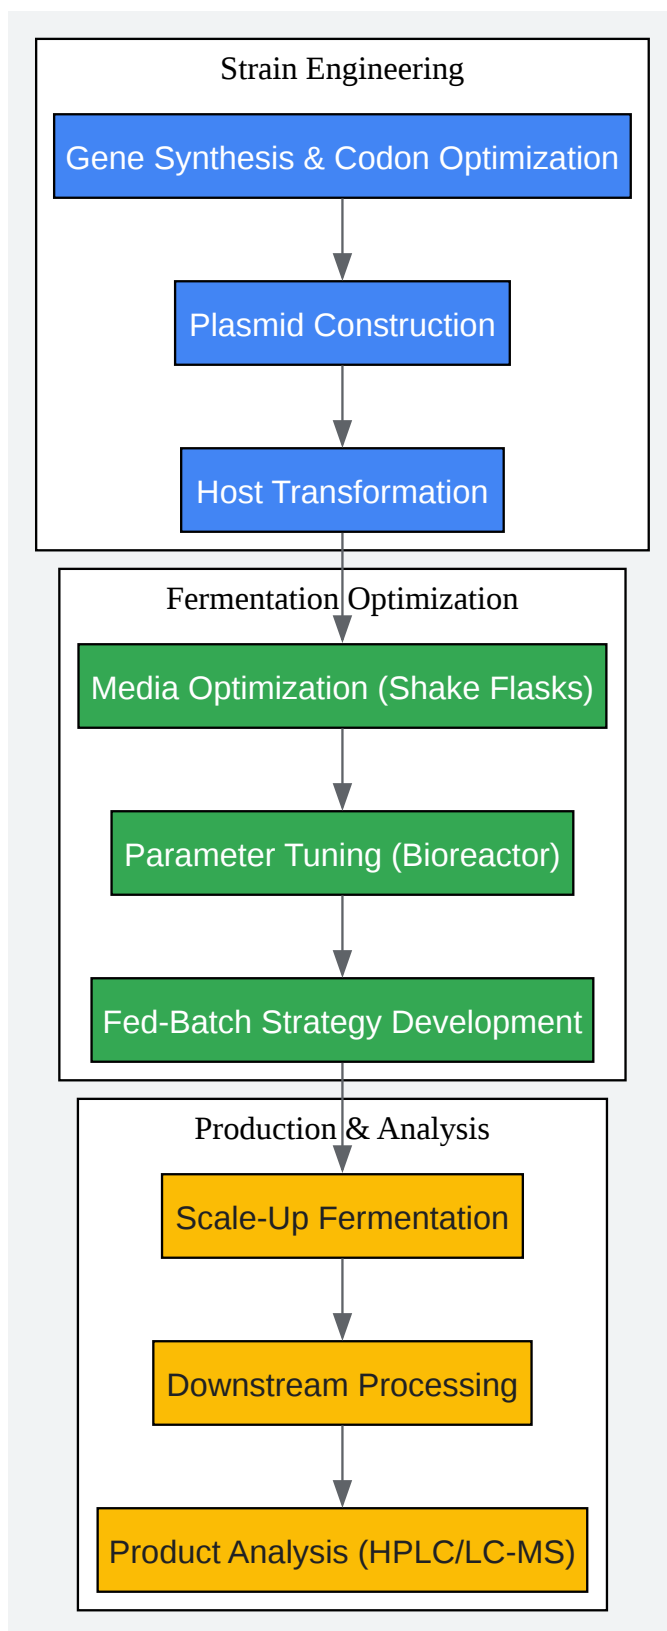 Strain Engineering
Gene Synthesis & Codon Optimization
Plasmid Construction
Host Transformation
Fermentation Optimization
Media Optimization (Shake Flasks)
Parameter Tuning (Bioreactor)
Fed-Batch Strategy Development
Production & Analysis
Scale-Up Fermentation
Downstream Processing
Product Analysis (HPLC/LC-MS)